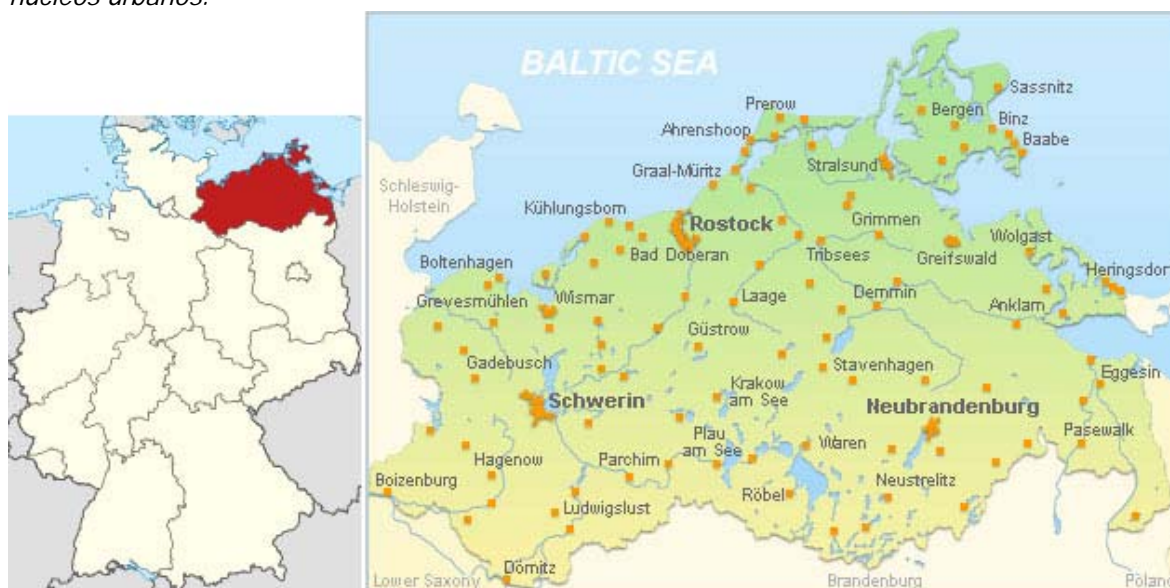 núcleos urbanos.
BALTIC SEA
Sassnitz
Prerow
Bergen
Binz
Ahrenshoop
Baabe
Stralsund
Graal-Müritz
Schleswig-
Holstein
Kühlungsborn
Rostock
Grimmen
Wolgast
Bad Doberan
Tribsees
Greifswald
Boltenhagen
Heringsdorf
Grevesmühlen
Wismar
Laage
Demmin
Anklam
Güstrow
Gadebusch
Stavenhagen
Eggesin
Krakow
am See
Schwerin
Neubrandenburg
Plau
am See
Waren
Pasewalk
Hagenow
Parchim
Boizenburg
Röbel
Neustrelitz
Ludwigslust
Dömitz
Lower Saxony
Brandenburg
Poland